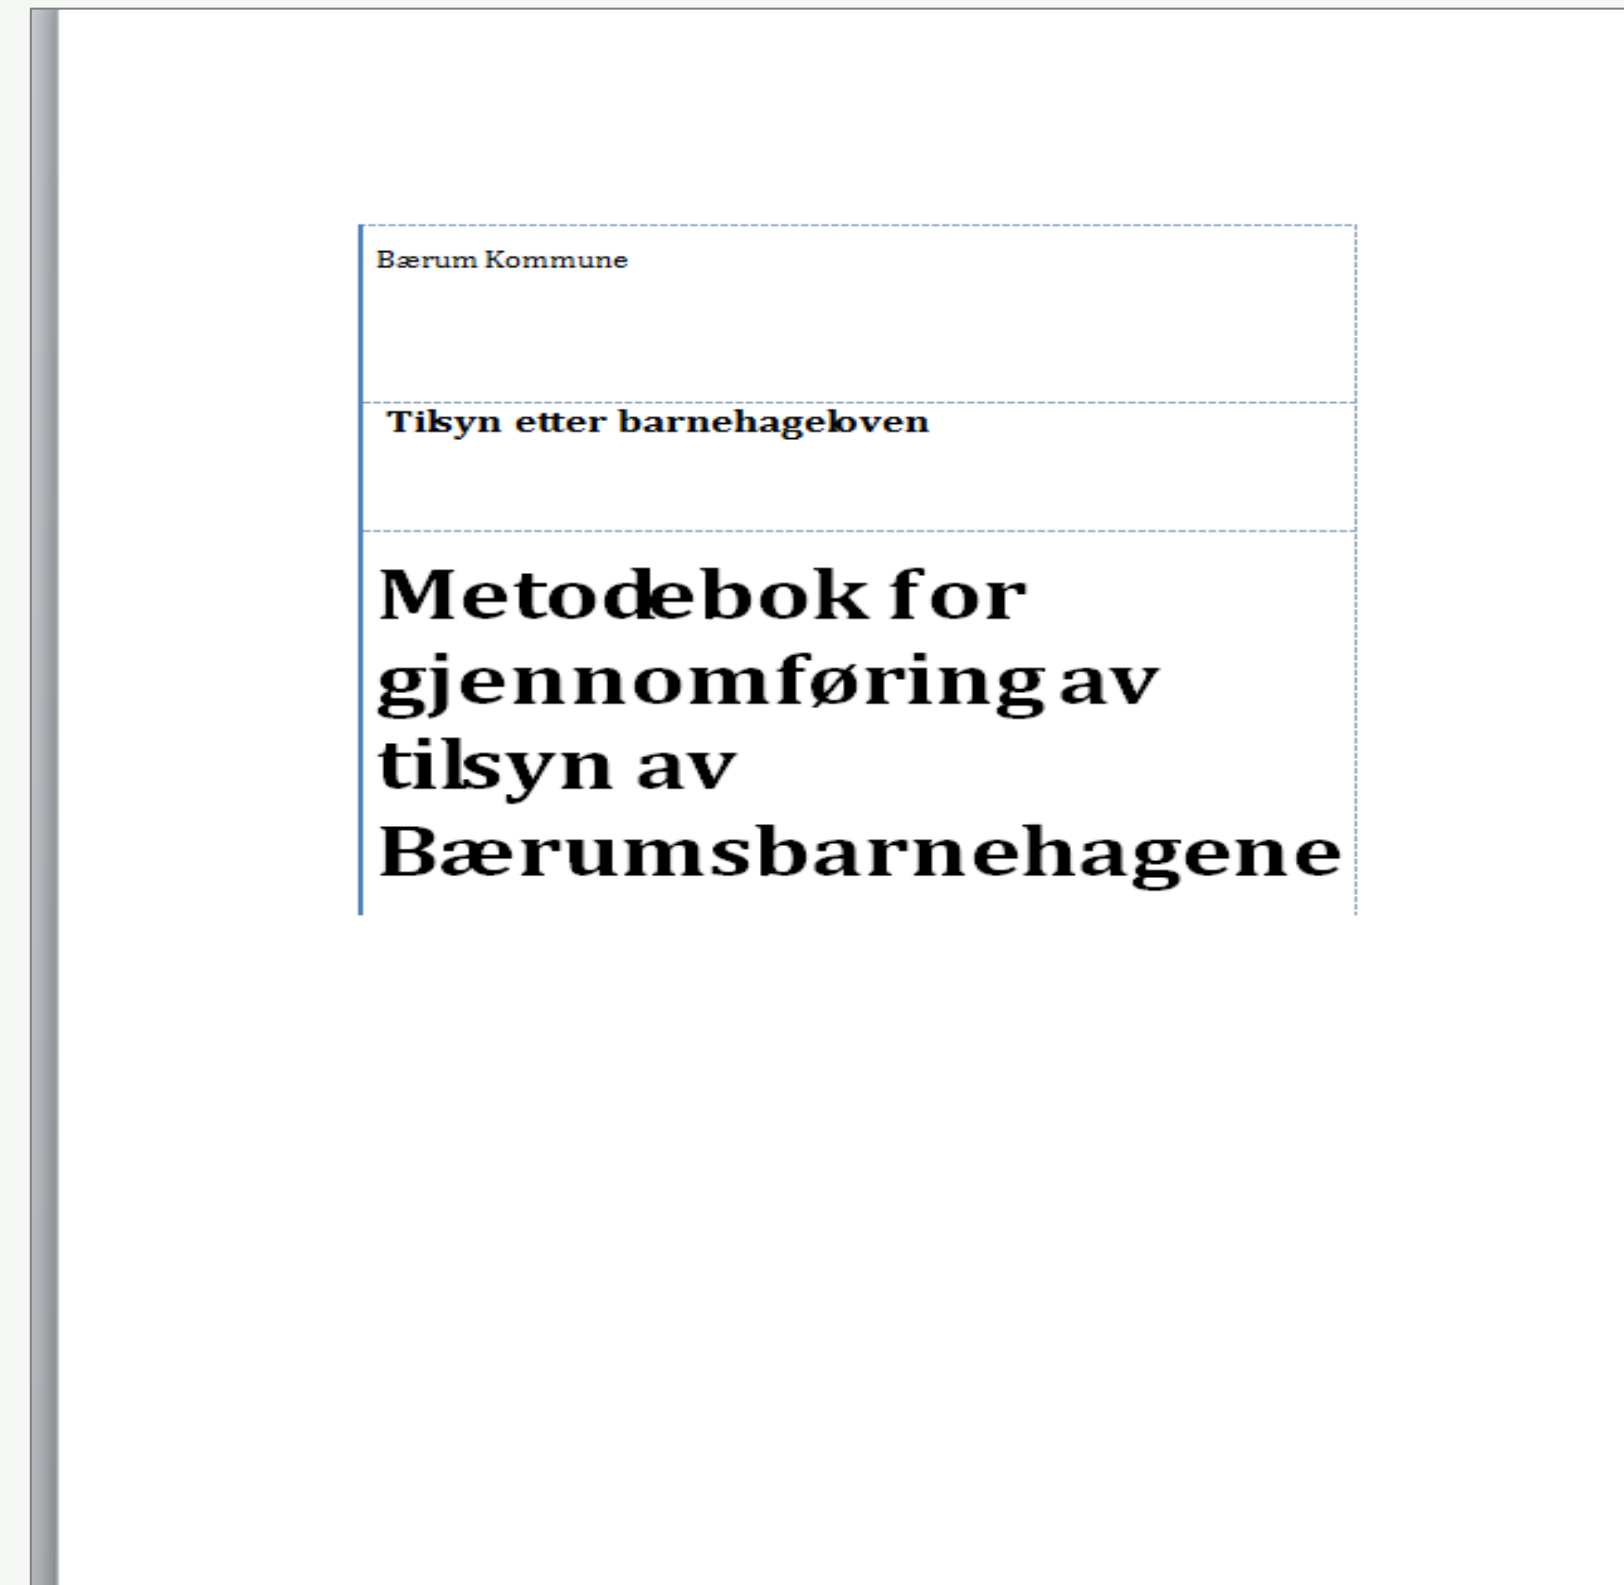 Bærum Kommune
Tilsyn etter barnehageloven
Metodebok for
gjennomføring av
tilsyn av
Bærumsbarnehagene